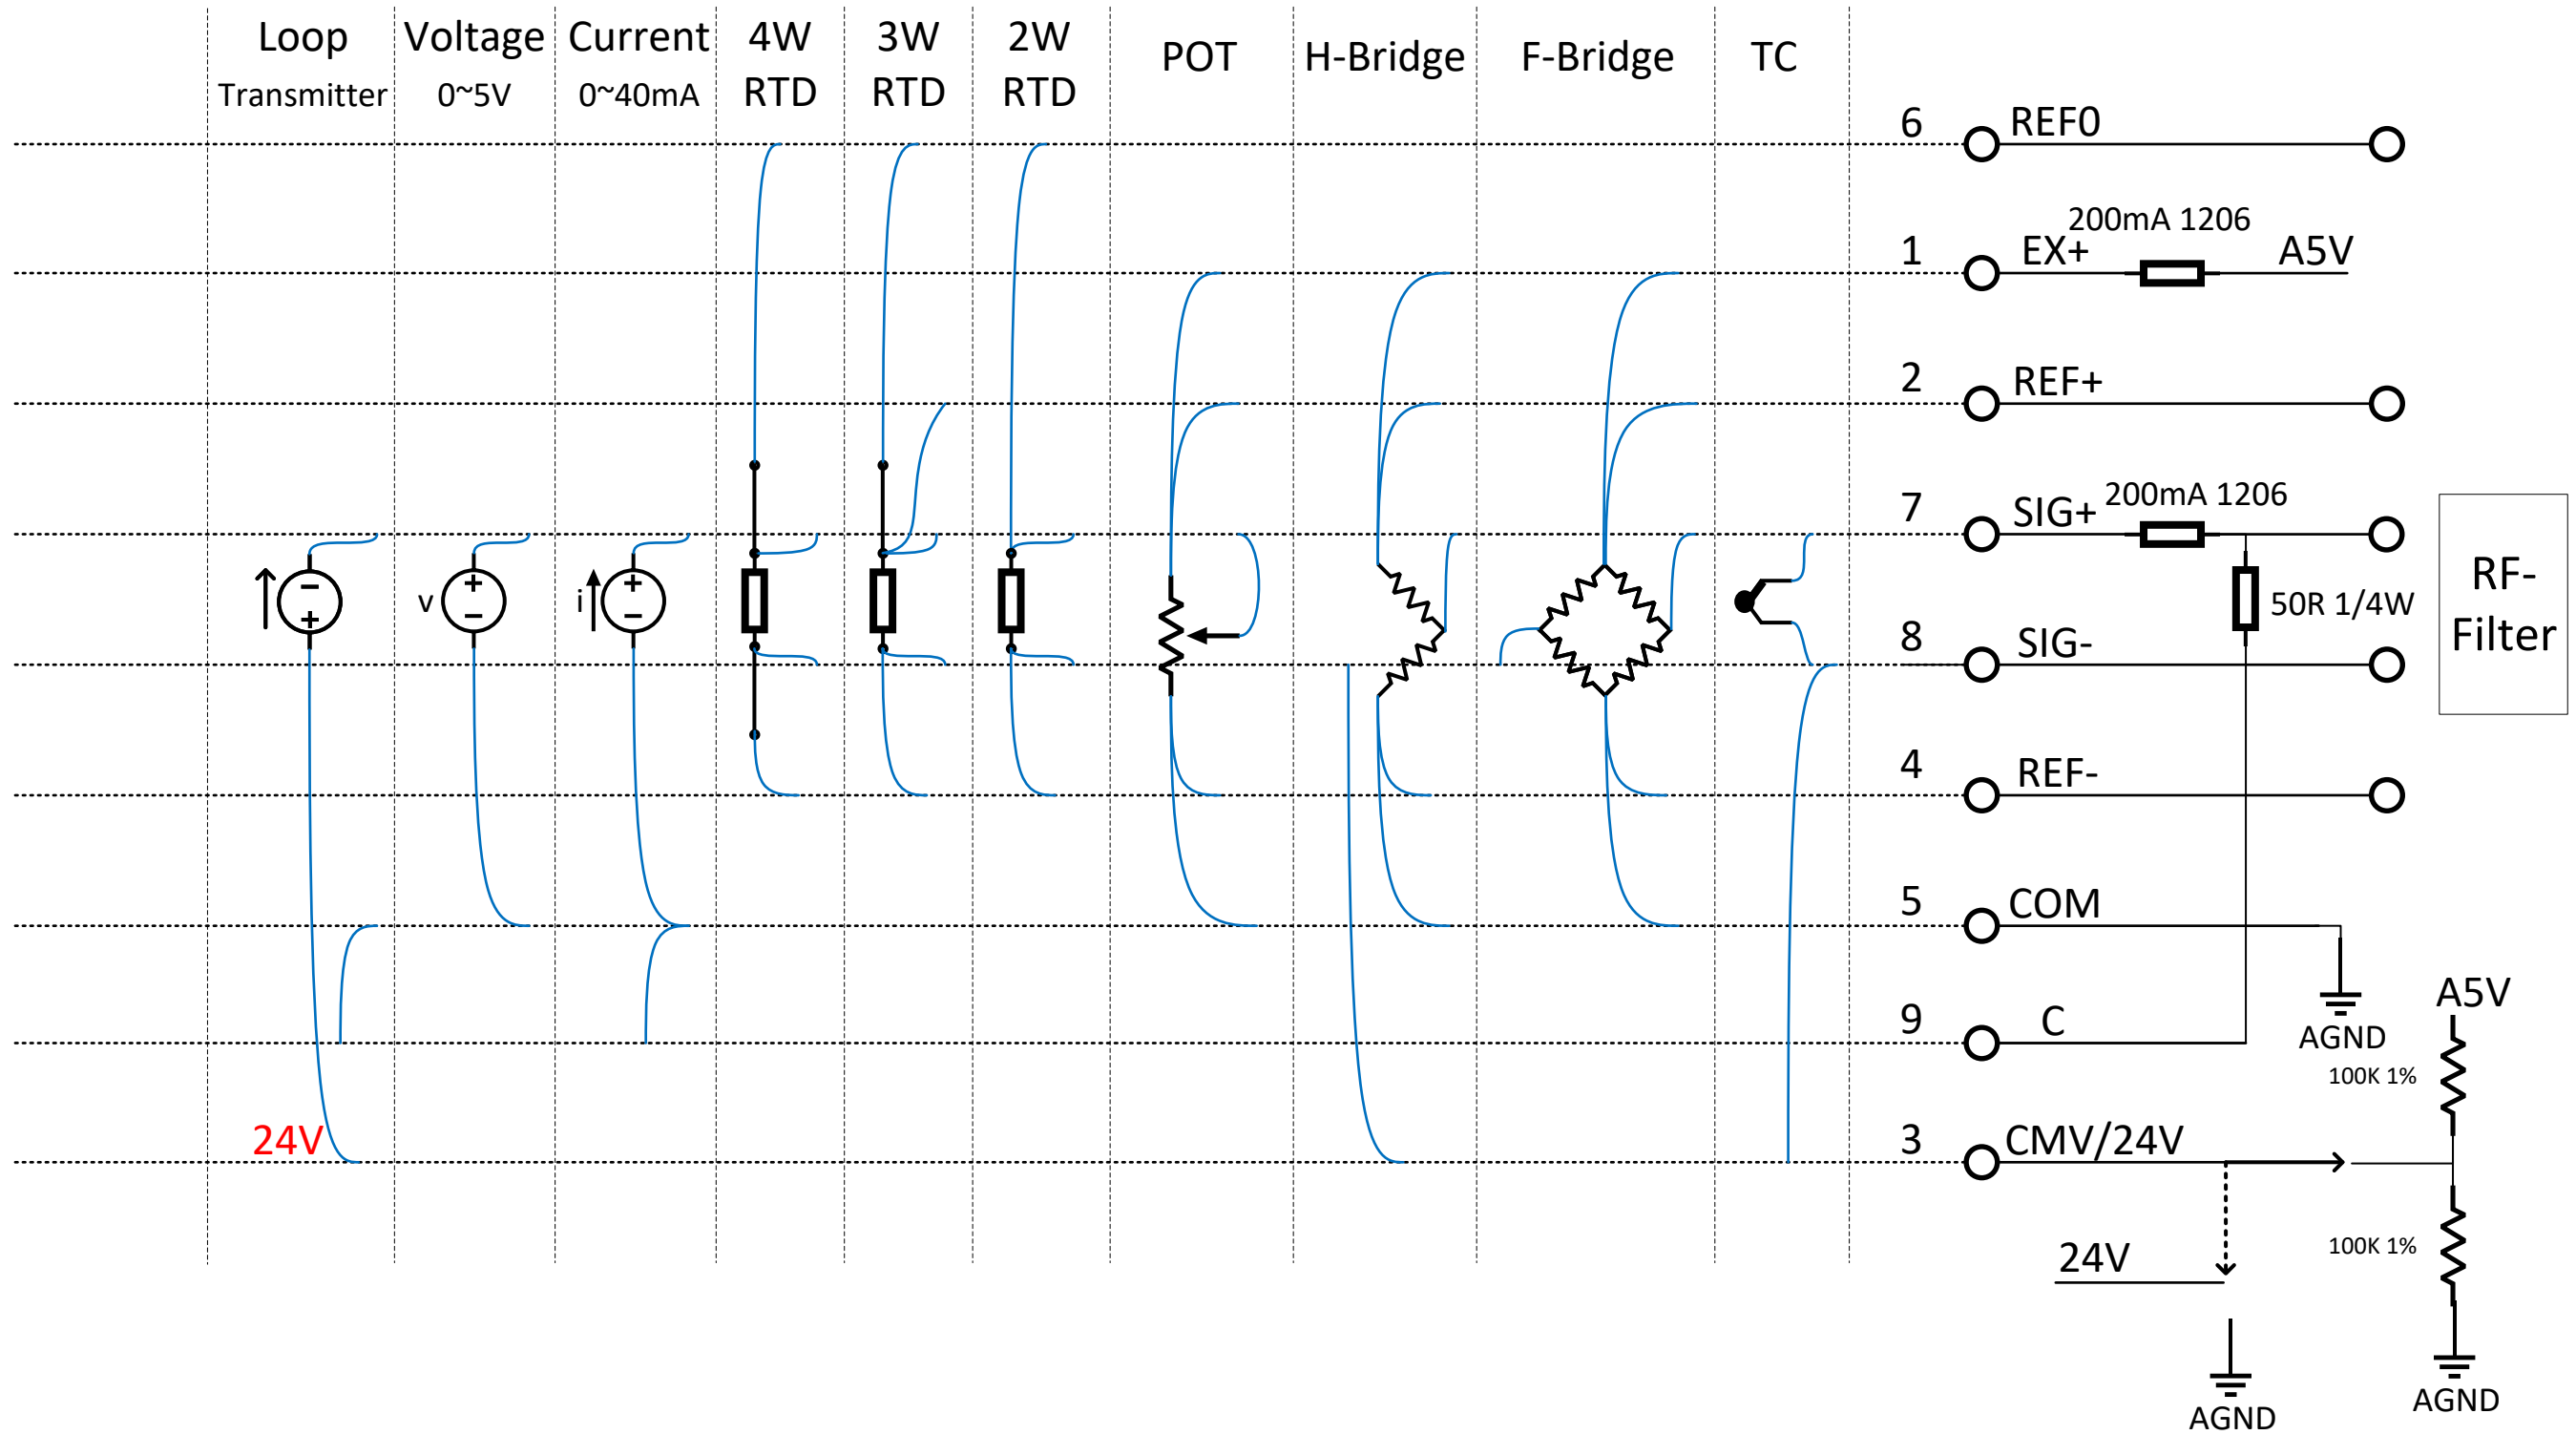 Loop
Transmitter
Voltage
0~5V
Current
0~40mA
4W
RTD
3W
RTD
2W
RTD
POT
H-Bridge
F-Bridge
TC
6 REF0
200mA 1206
1 EX+ A5V
2 REF+
7 SIG+ 200mA 1206
RF-
Filter
50R 1/4W
8 SIG-
v
i
4 REF-
5 COM
AGND
9 C
A5V
100K 1%
24V
3 CMV/24V
24V
100K 1%
AGND
AGND